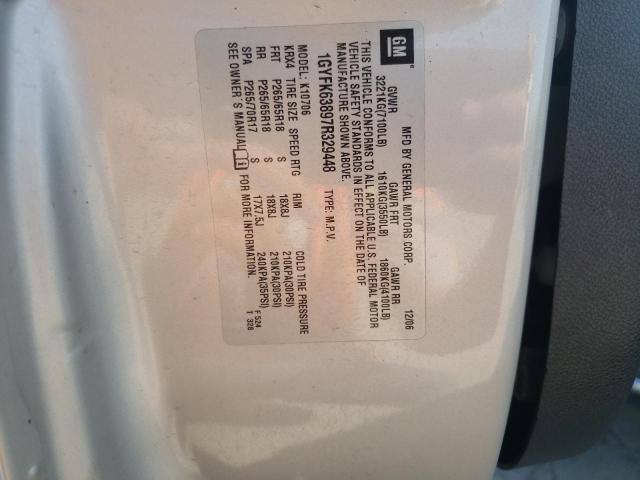 GM
MFD BY GENERAL MOTORS CORP. 12/06
GVWR GAWR FRT GAWR RR
3221KG(7100LB) 1610KG(3550LB) 1860KG(4100LB)
THIS VEHICLE CONFORMS TO ALL APPLICABLE U.S. FEDERAL MOTOR
VEHICLE SAFETY STANDARDS IN EFFECT ON THE DATE OF
MANUFACTURE SHOWN ABOVE.
1GYFK63897R329448 TYPE: M.P.V.
MODEL: K10706
KRX4 TIRE SIZE SPEED RTG RIM COLD TIRE PRESSURE
FRT P265/65R18 S 18X8J 210KPA(30PSI)
RR P265/65R18 S 18X8J 210KPA(30PSI)
SPA P265/70R17 S 17X7.5J 240KPA(35PSI)
SEE OWNER'S MANUAL i FOR MORE INFORMATION. F 524
1 328